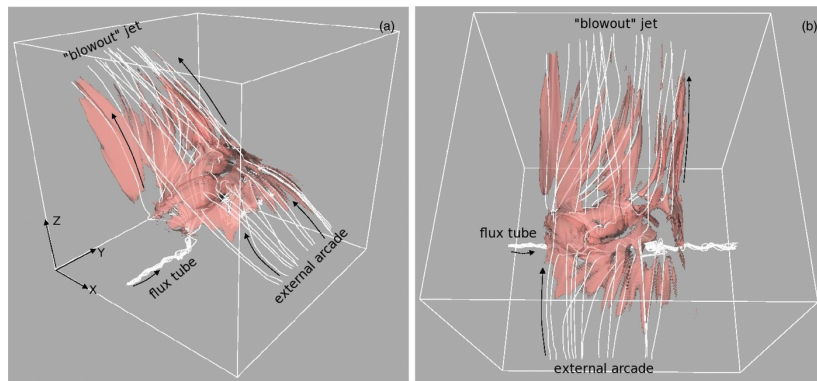 (a)
"blowout" jet
Z
Y
X
flux tube
external arcade
(b)
"blowout" jet
flux tube
external arcade